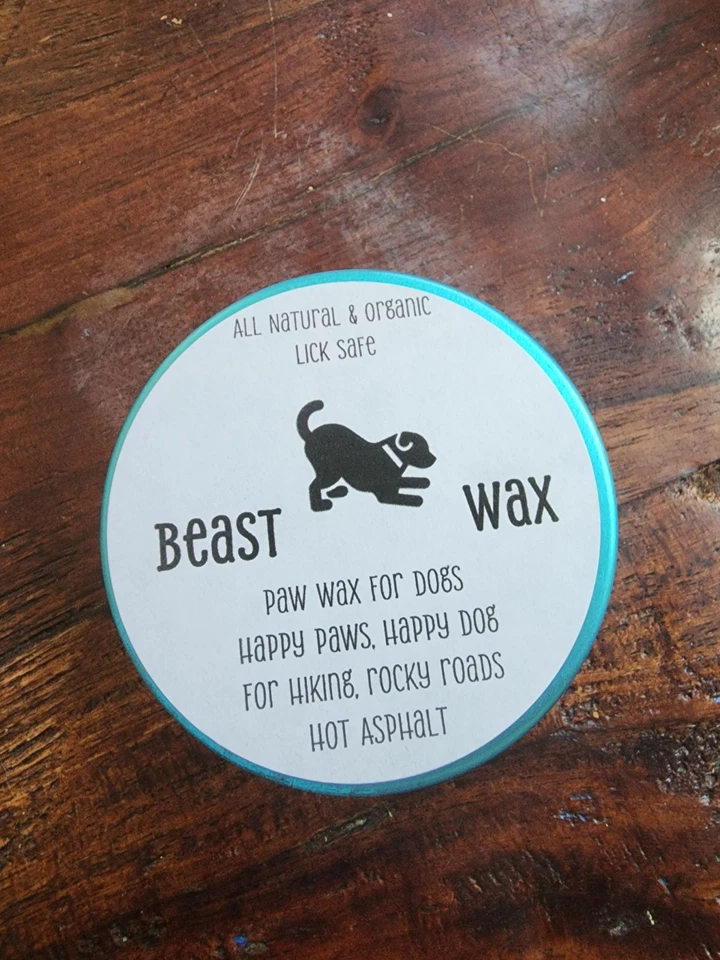 ALL NaTural & Organic
LICK Safe
Beast Wax
Paw Wax For Dogs
Happy Paws, Happy Dog
For Hiking, rocky roads
Hot Asphalt